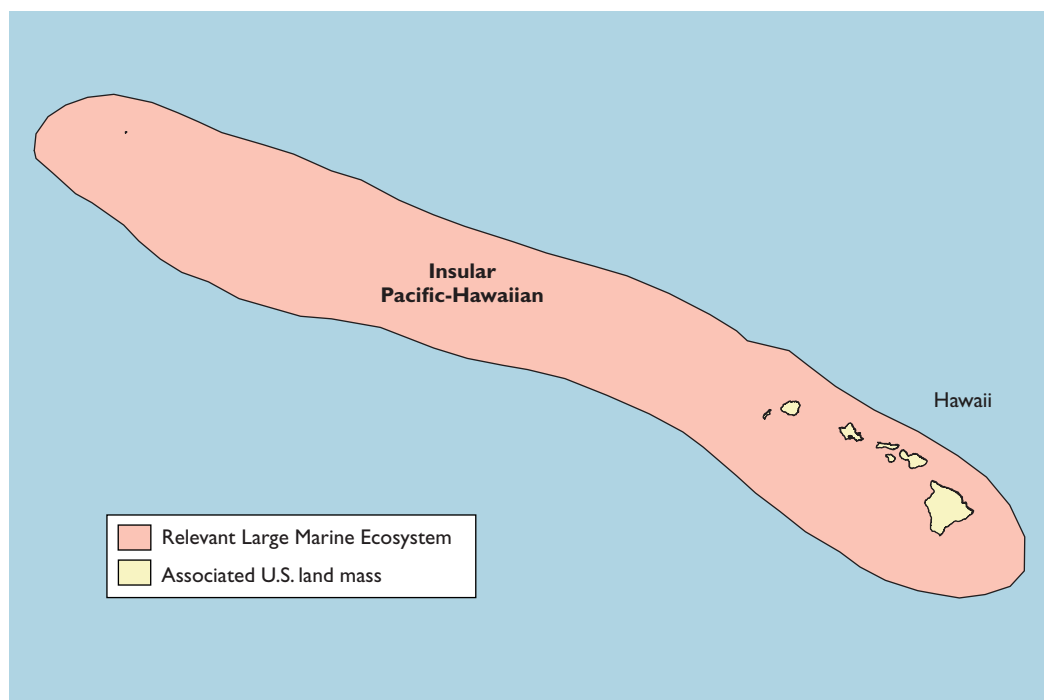 Insular
Pacific-Hawaiian
Hawaii
Relevant Large Marine Ecosystem
Associated U.S. land mass